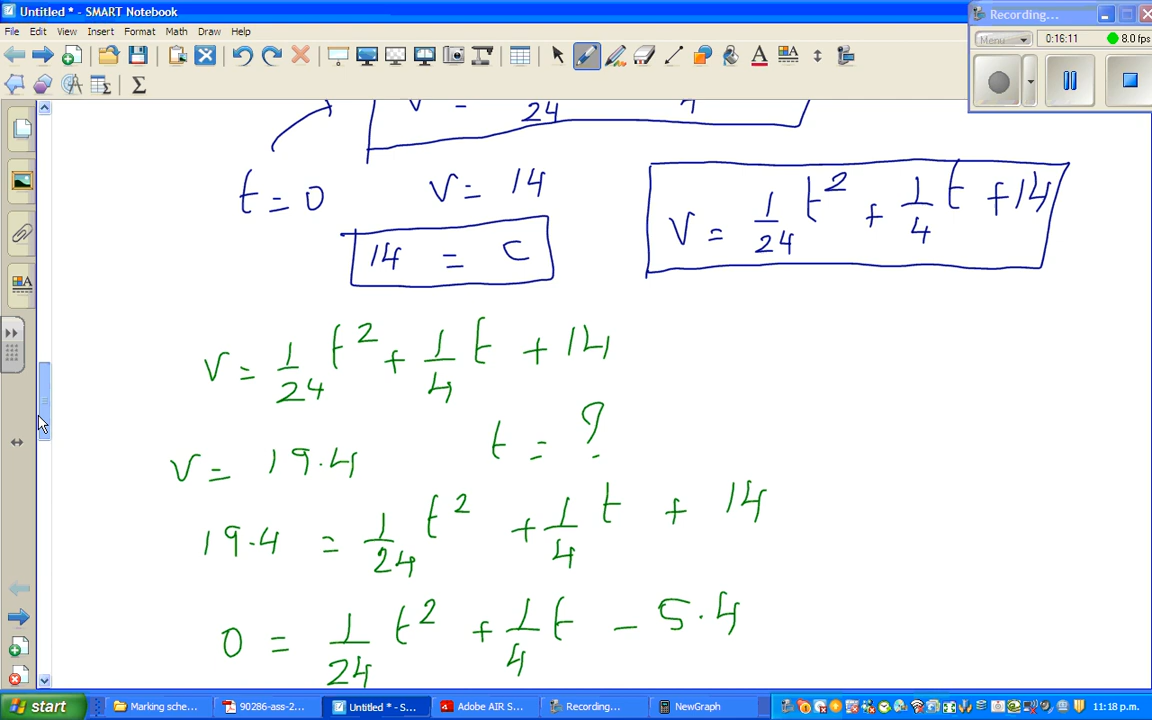 Untitled * - SMART Notebook
Recording...
File Edit View Insert Format Math Draw Help
Menu 0:16:11 8.0 fps
V = 24 4
t = 0 V = 14
14 = C
V = 1/24 t² + 1/4 t + 14
V = 1/24 t² + 1/4 t + 14
t = ?
V = 19.4
19.4 = 1/24 t² + 1/4 t + 14
0 = 1/24 t² + 1/4 t - 5.4
start Marking sche... 90286-ass-2... Untitled * - S... Adobe AIR S... Recording... NewGraph 11:18 p.m.